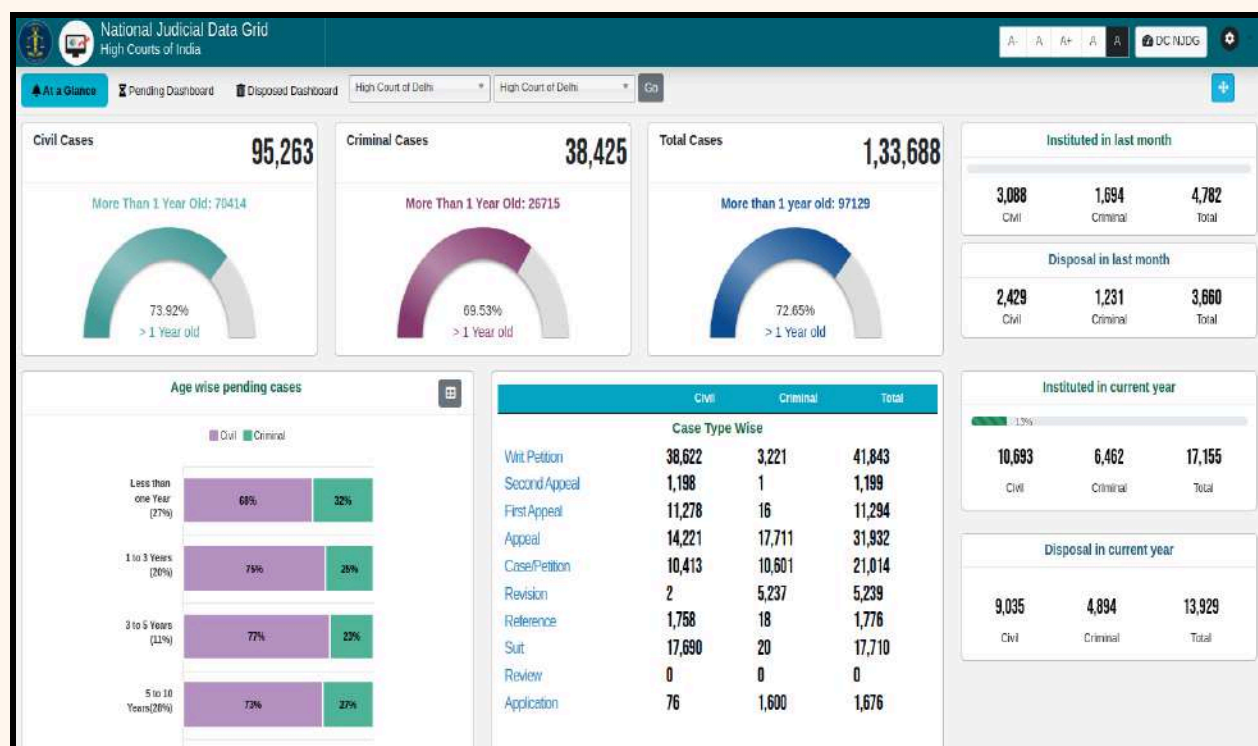 National Judicial Data Grid
High Courts of India
A- A A+ A A DC NJDG
At a Glance Pending Dashboard Disposed Dashboard High Court of Delhi High Court of Delhi Go
Civil Cases
95,263
More Than 1 Year Old: 70414
73.92%
> 1 Year old
Criminal Cases
38,425
More Than 1 Year Old: 26715
69.53%
> 1 Year old
Total Cases
1,33,688
More than 1 year old: 97129
72.65%
> 1 Year old
Instituted in last month
3,088 1,694 4,782
Civil Criminal Total
Disposal in last month
2,429 1,231 3,660
Civil Criminal Total
Age wise pending cases
Civil Criminal
Less than
one Year
(27%)
68% 32%
1 to 3 Years
(20%)
75% 25%
3 to 5 Years
(11%)
77% 23%
5 to 10
Years(28%)
73% 27%
Civil Criminal Total
Case Type Wise
Writ Petition 38,622 3,221 41,843
Second Appeal 1,198 1 1,199
First Appeal 11,278 16 11,294
Appeal 14,221 17,711 31,932
Case/Petition 10,413 10,601 21,014
Revision 2 5,237 5,239
Reference 1,758 18 1,776
Suit 17,690 20 17,710
Review 0 0 0
Application 76 1,600 1,676
Instituted in current year
13%
10,693 6,462 17,155
Civil Criminal Total
Disposal in current year
9,035 4,894 13,929
Civil Criminal Total